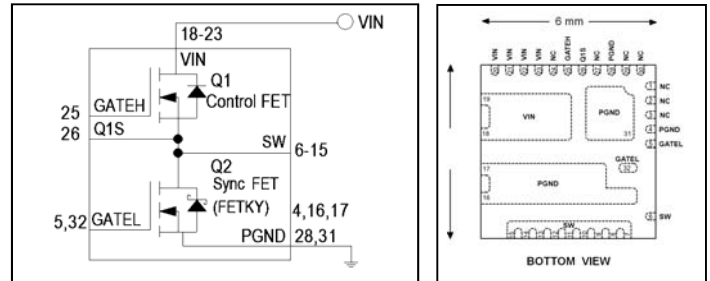 VIN
18-23
VIN
Q1
Control FET
25 GATEH
26 Q1S
SW
6-15
Q2
Sync FET
(FETKY)
5,32 GATEL
4,16,17
PGND 28,31
6 mm
VIN VIN VIN VIN NC GATEH Q1S NC PGND NC NC
1 NC
2 NC
3 NC
4 PGND
5 GATEL
19
VIN
18
PGND
31
GATEL
32
17
PGND
16
6 SW
SW
BOTTOM VIEW